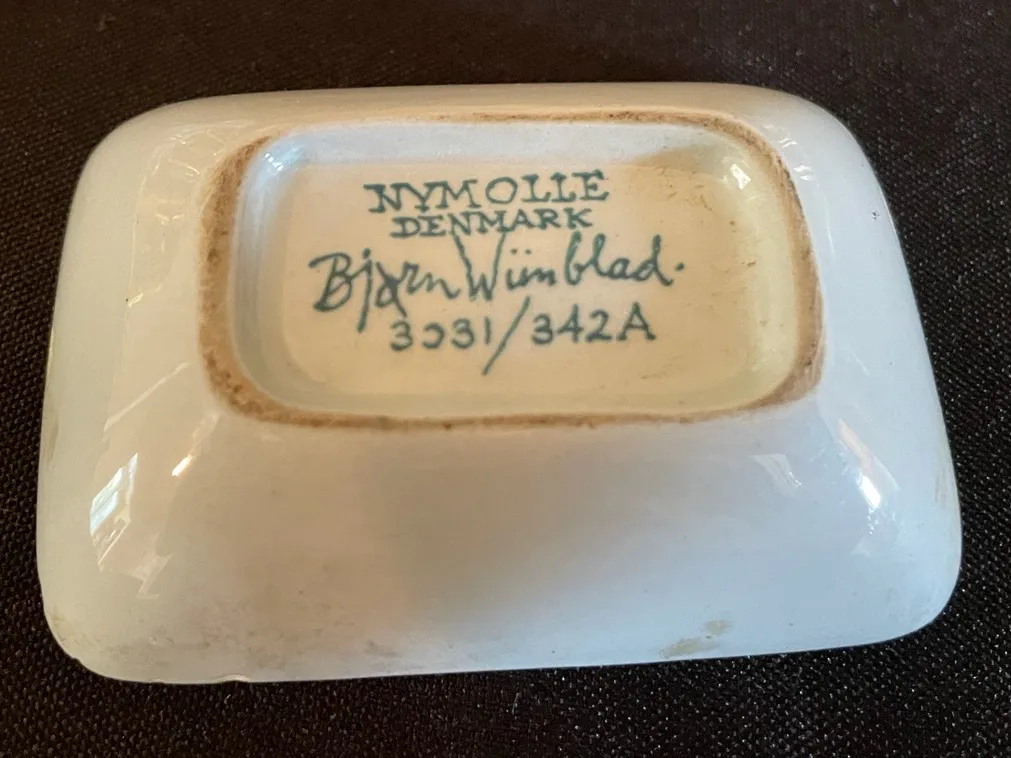 NYMOLLE
DENMARK
Bjørn Wiinblad.
3031/342A